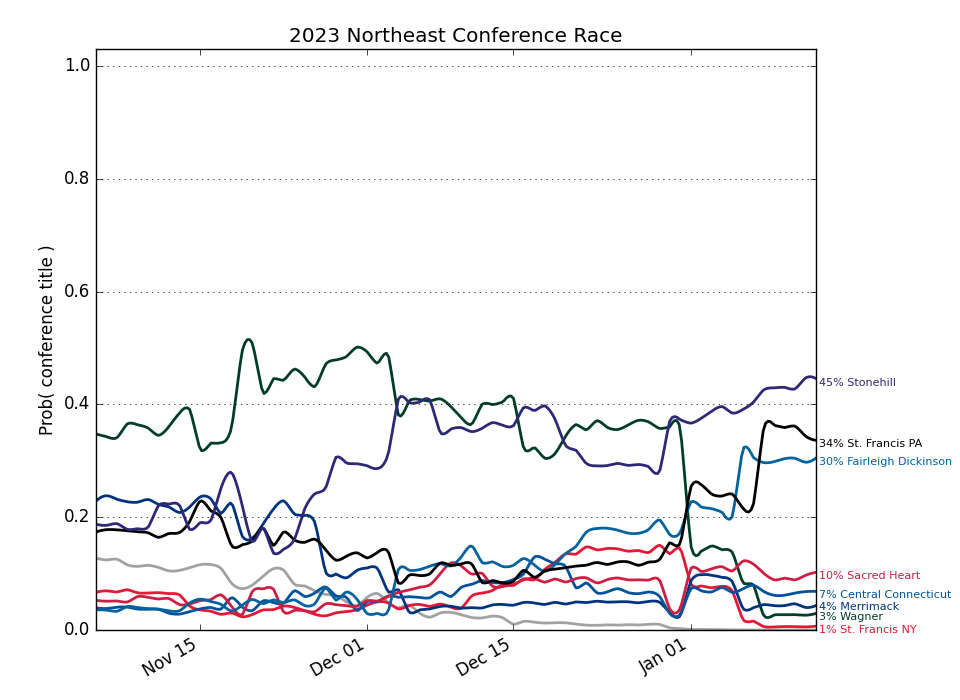 2023 Northeast Conference Race
Prob( conference title )
1.0
0.8
0.6
0.4
0.2
0.0
Nov 15
Dec 01
Dec 15
Jan 01
45% Stonehill
34% St. Francis PA
30% Fairleigh Dickinson
10% Sacred Heart
7% Central Connecticut
4% Merrimack
3% Wagner
1% St. Francis NY